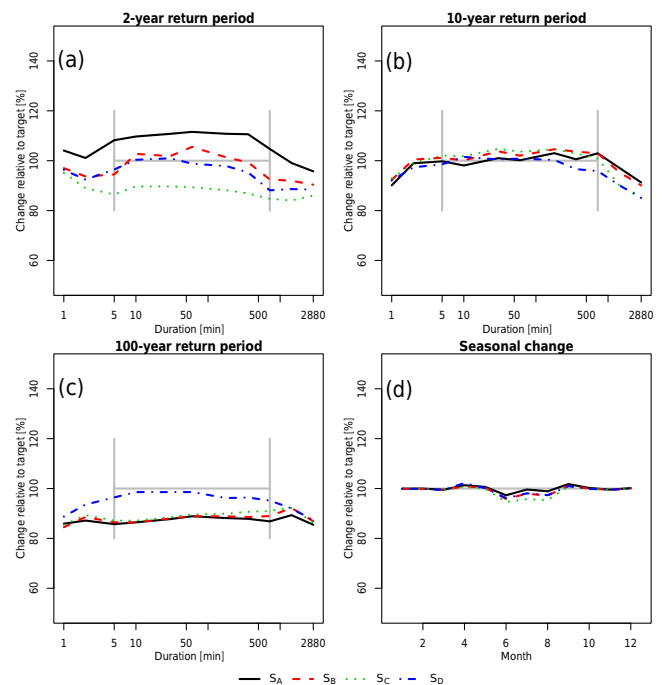 2-year return period
(a)
Change relative to target [%]
140
120
100
80
60
1 5 10 50 500 2880
Duration [min]
10-year return period
(b)
Change relative to target [%]
140
120
100
80
60
1 5 10 50 500 2880
Duration [min]
100-year return period
(c)
Change relative to target [%]
140
120
100
80
60
1 5 10 50 500 2880
Duration [min]
Seasonal change
(d)
Change relative to target [%]
140
120
100
80
60
2 4 6 8 10 12
Month
S_A S_B S_C S_D